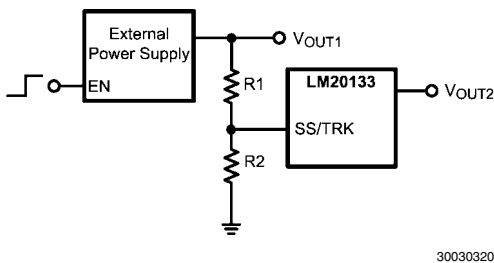 External
Power Supply
EN
VOUT1
R1
LM20133
SS/TRK
VOUT2
R2
30030320